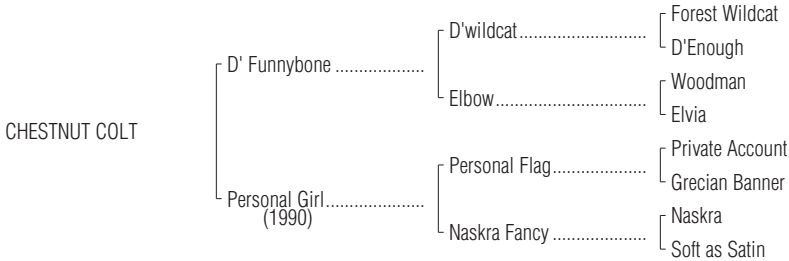 Forest Wildcat
D'wildcat
D'Enough
D' Funnybone
Woodman
Elbow
Elvia
CHESTNUT COLT
Private Account
Personal Flag
Grecian Banner
Personal Girl
(1990)
Naskra
Naskra Fancy
Soft as Satin